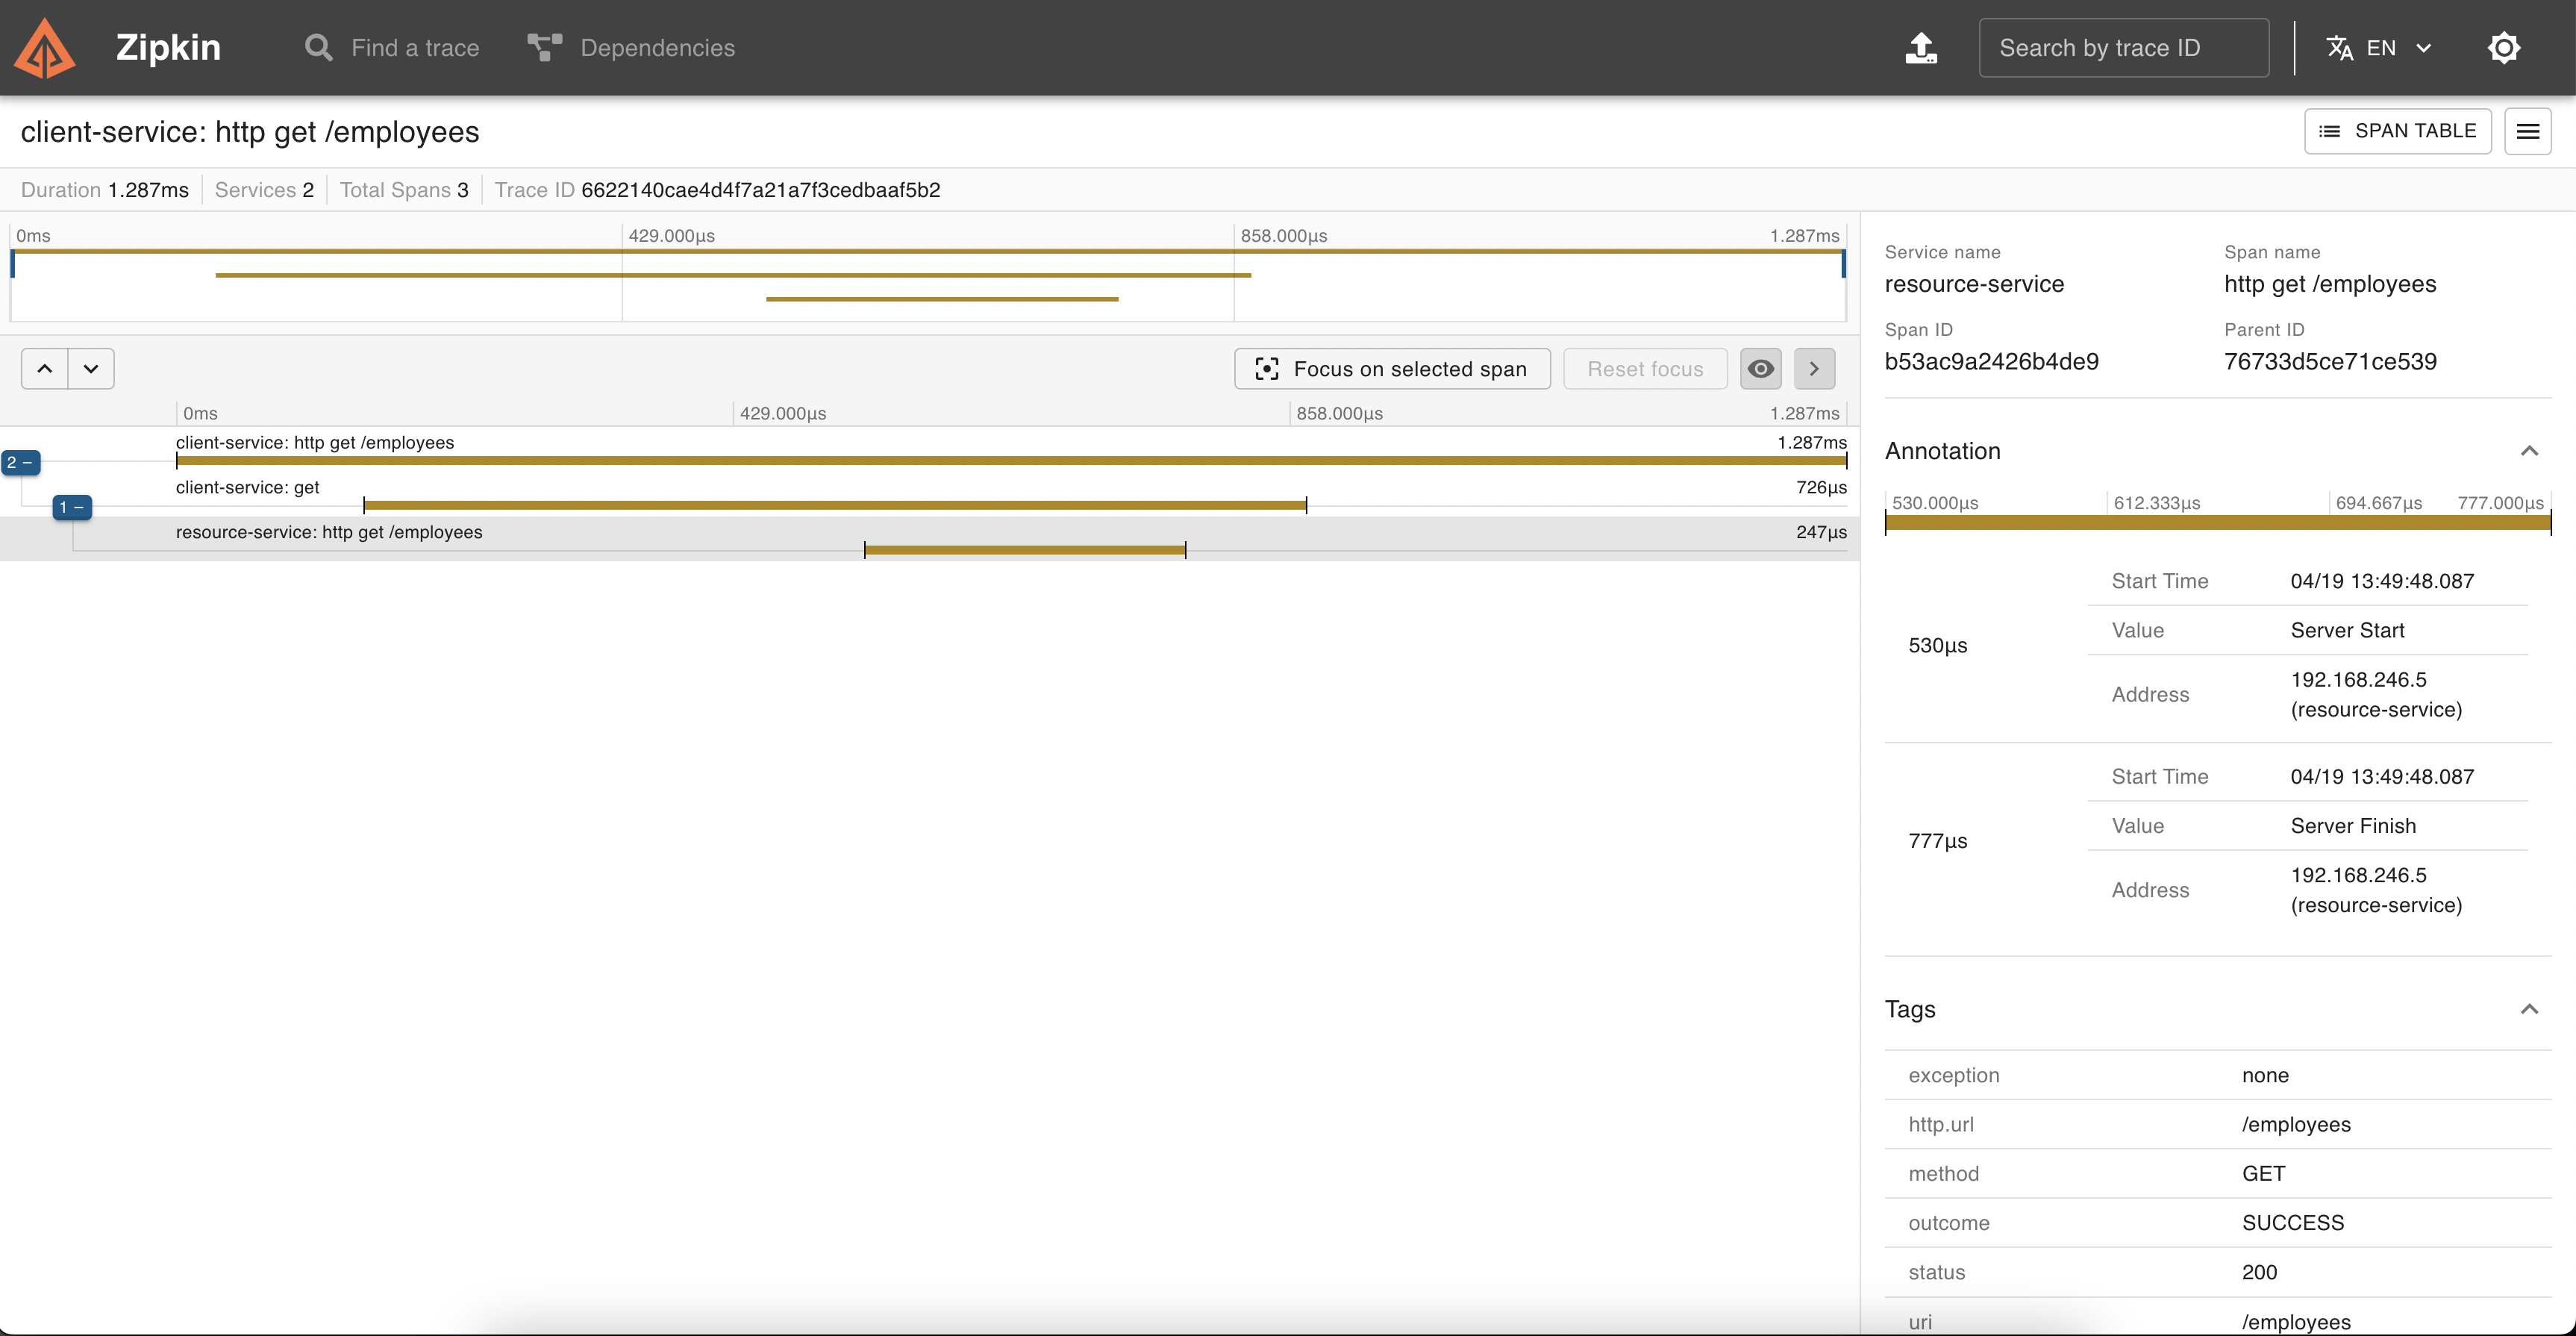 Zipkin
Find a trace
Dependencies
Search by trace ID
EN
client-service: http get /employees
SPAN TABLE
Duration 1.287ms
Services 2
Total Spans 3
Trace ID 6622140cae4d4f7a21a7f3cedbaaf5b2
0ms 429.000µs 858.000µs 1.287ms
Focus on selected span
Reset focus
0ms 429.000µs 858.000µs 1.287ms
client-service: http get /employees 1.287ms
2 –
client-service: get 726µs
1 –
resource-service: http get /employees 247µs
Service name
resource-service
Span name
http get /employees
Span ID
b53ac9a2426b4de9
Parent ID
76733d5ce71ce539
Annotation
530.000µs 612.333µs 694.667µs 777.000µs
530µs
Start Time 04/19 13:49:48.087
Value Server Start
Address 192.168.246.5
(resource-service)
777µs
Start Time 04/19 13:49:48.087
Value Server Finish
Address 192.168.246.5
(resource-service)
Tags
exception none
http.url /employees
method GET
outcome SUCCESS
status 200
uri /employees